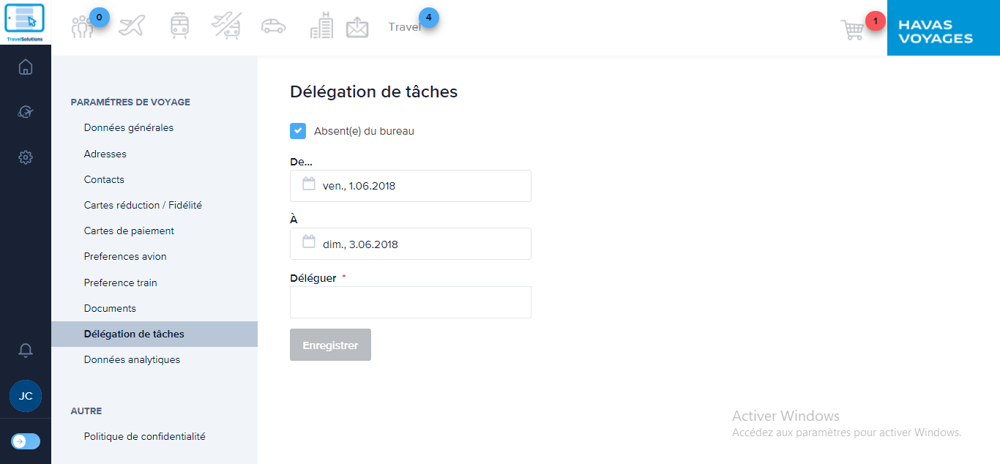 TravelSolutions
0
4
Travel
1
HAVAS
VOYAGES
PARAMÉTRES DE VOYAGE
Données générales
Adresses
Contacts
Cartes réduction / Fidélité
Cartes de paiement
Preferences avion
Preference train
Documents
Délégation de tâches
Données analytiques
AUTRE
Politique de confidentialité
JC
Délégation de tâches
Absent(e) du bureau
De...
ven., 1.06.2018
À
dim., 3.06.2018
Déléguer *
Enregistrer
Activer Windows
Accédez aux paramètres pour activer Windows.